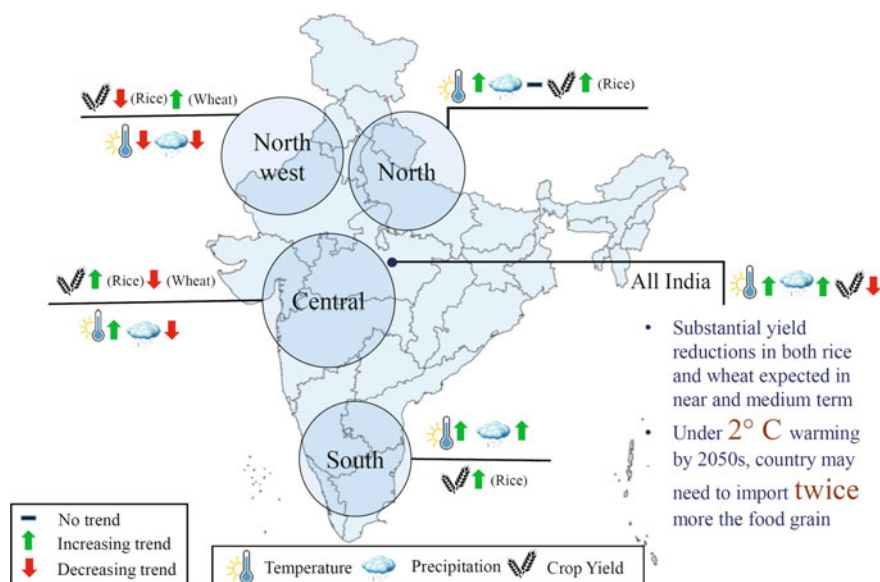 (Rice)
(Rice) (Wheat)
North
west
North
(Rice) (Wheat)
Central
All India
• Substantial yield
reductions in both rice
and wheat expected in
near and medium term
• Under 2° C warming
by 2050s, country may
need to import twice
more the food grain
South
(Rice)
No trend
Increasing trend
Decreasing trend
Temperature Precipitation Crop Yield